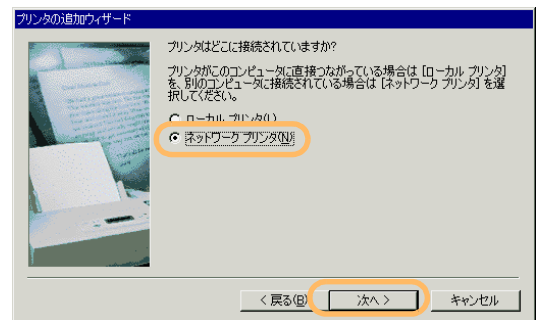 プリンタの追加ウィザード
プリンタはどこに接続されていますか?
プリンタがこのコンピュータに直接つながっている場合は [ローカル プリンタ]
を、別のコンピュータに接続されている場合は [ネットワーク プリンタ] を選
択してください。
ローカル プリンタ(L)
ネットワーク プリンタ(N)
< 戻る(B)
次へ >
キャンセル